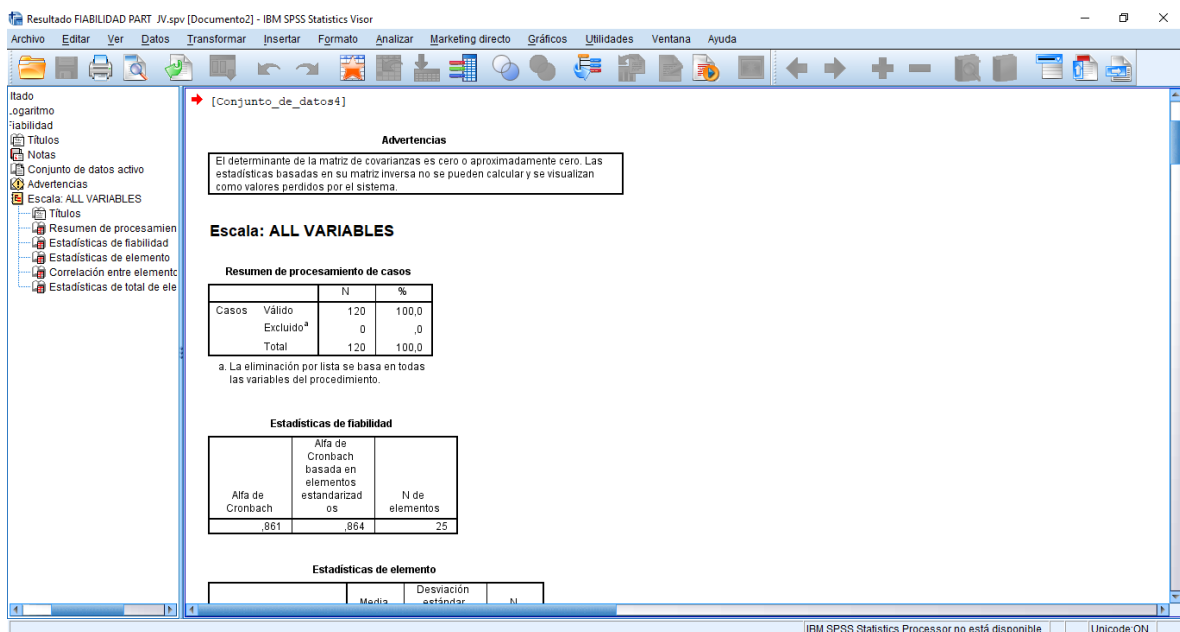 Resultado FIABILIDAD PART JV.spv [Documento2] - IBM SPSS Statistics Visor
Archivo Editar Ver Datos Transformar Insertar Formato Analizar Marketing directo Gráficos Utilidades Ventana Ayuda
ltado
.ogaritmo
Fiabilidad
Títulos
Notas
Conjunto de datos activo
Advertencias
Escala: ALL VARIABLES
Títulos
Resumen de procesamien
Estadísticas de fiabilidad
Estadísticas de elemento
Correlación entre elemento
Estadísticas de total de ele
[Conjunto_de_datos4]
Advertencias
El determinante de la matriz de covarianzas es cero o aproximadamente cero. Las
estadísticas basadas en su matriz inversa no se pueden calcular y se visualizan
como valores perdidos por el sistema.
Escala: ALL VARIABLES
Resumen de procesamiento de casos
N %
Casos Válido 120 100,0
Excluido^a 0 ,0
Total 120 100,0
a. La eliminación por lista se basa en todas
las variables del procedimiento.
Estadísticas de fiabilidad
Alfa de
Cronbach
basada en
elementos
Alfa de estandarizad N de
Cronbach os elementos
,861 ,864 25
Estadísticas de elemento
Desviación
Media estándar N
IBM SPSS Statistics Processor no está disponible Unicode:ON